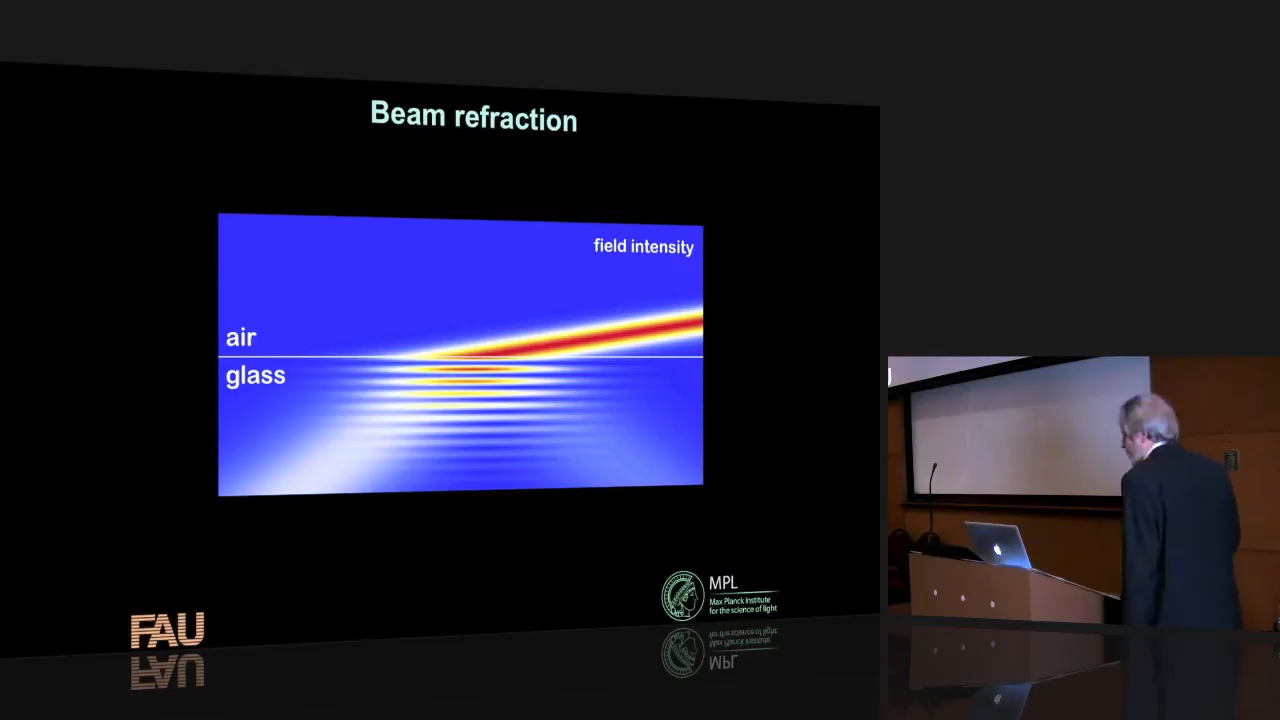 Beam refraction
field intensity
air
glass
FAU
MPL
Max Planck Institute
for the science of light